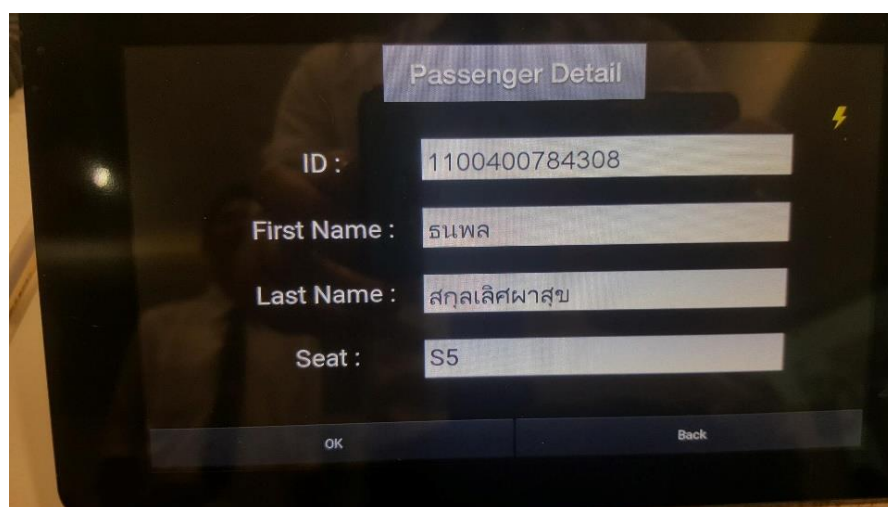 Passenger Detail
ID : 1100400784308
First Name : ธนพล
Last Name : สกุลเลิศผาสุข
Seat : S5
OK Back